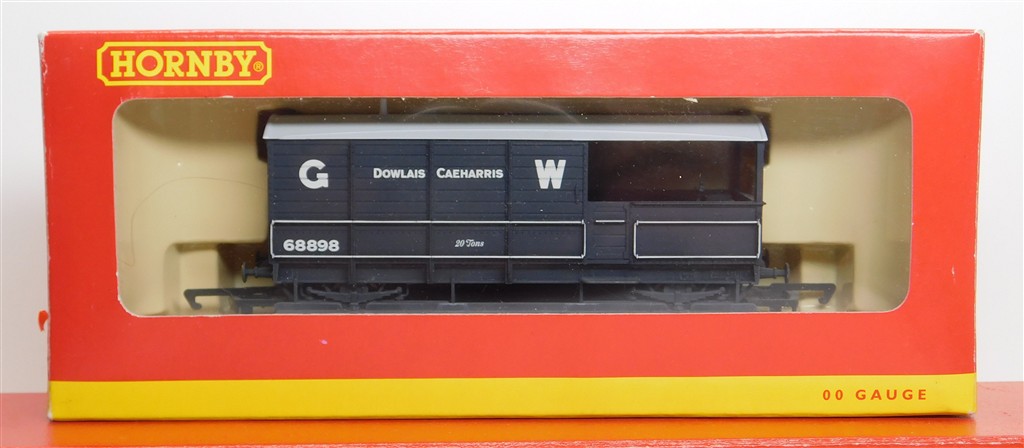 HORNBY®
G DOWLAIS CAEHARRIS W
68898 20 Tons
00 GAUGE